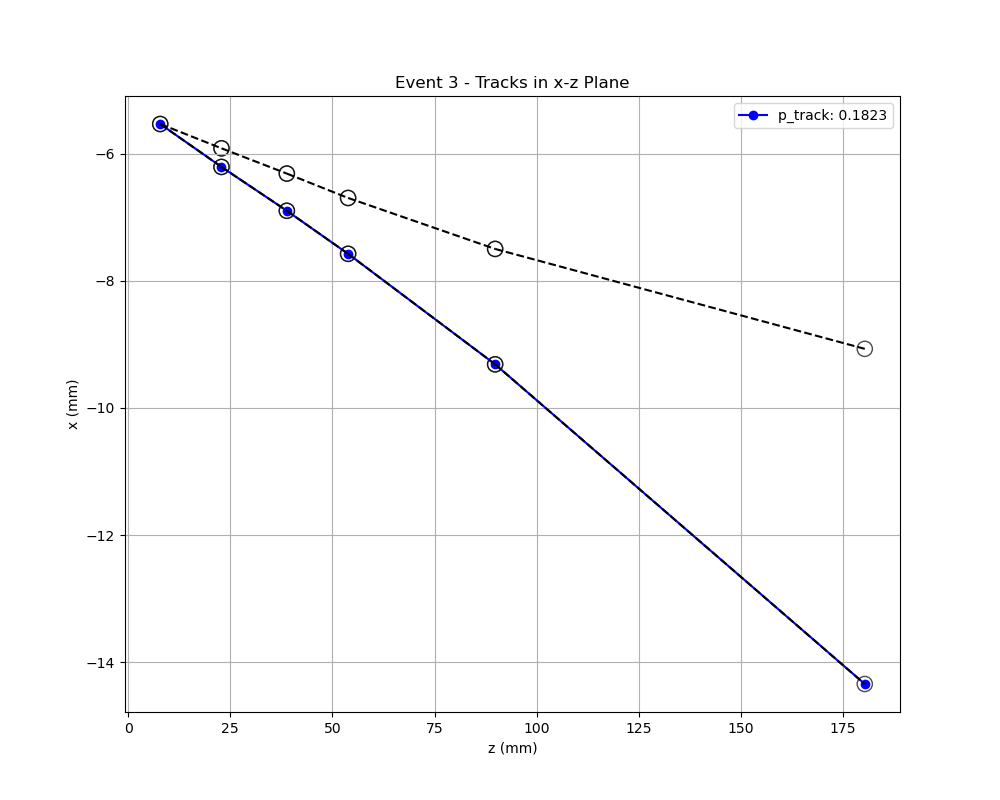 Event 3 - Tracks in x-z Plane
p_track: 0.1823
−6
−8
−10
−12
−14
x (mm)
0 25 50 75 100 125 150 175
z (mm)